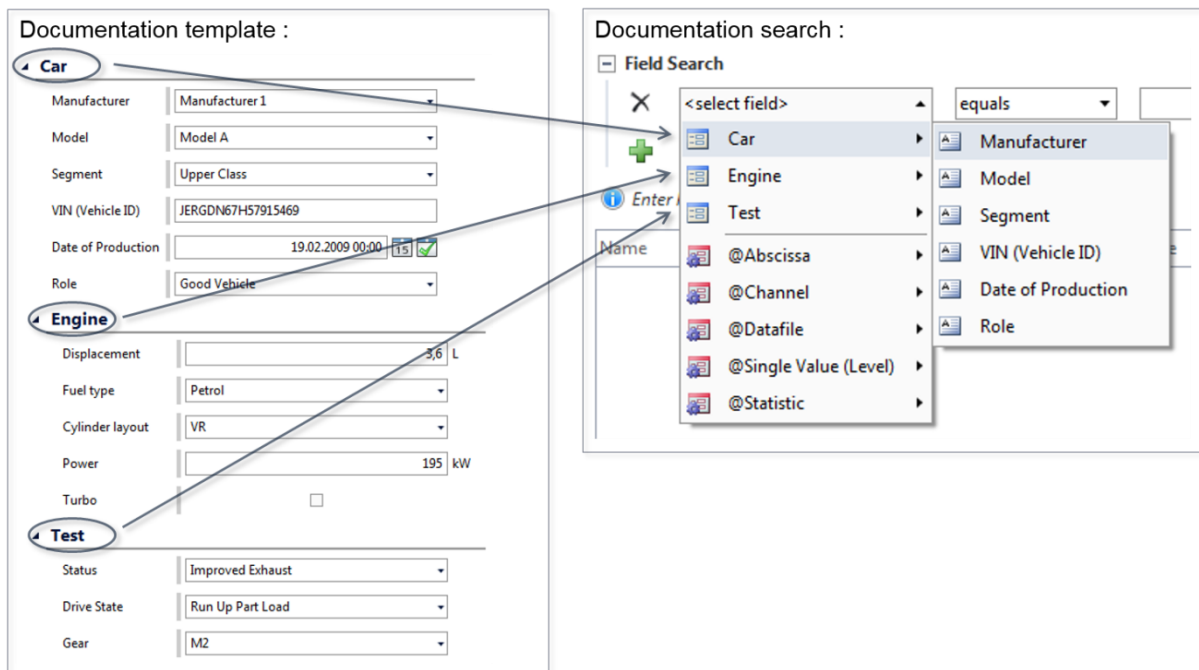 Documentation template :
Car
Manufacturer Manufacturer 1
Model Model A
Segment Upper Class
VIN (Vehicle ID) JERGDN67H57915469
Date of Production 19.02.2009 00:00 15
Role Good Vehicle
Engine
Displacement 3,6 L
Fuel type Petrol
Cylinder layout VR
Power 195 kW
Turbo
Test
Status Improved Exhaust
Drive State Run Up Part Load
Gear M2
Documentation search :
Field Search
<select field> equals
Car
Engine
Test
@Abscissa
@Channel
@Datafile
@Single Value (Level)
@Statistic
Manufacturer
Model
Segment
VIN (Vehicle ID)
Date of Production
Role
Enter
Name